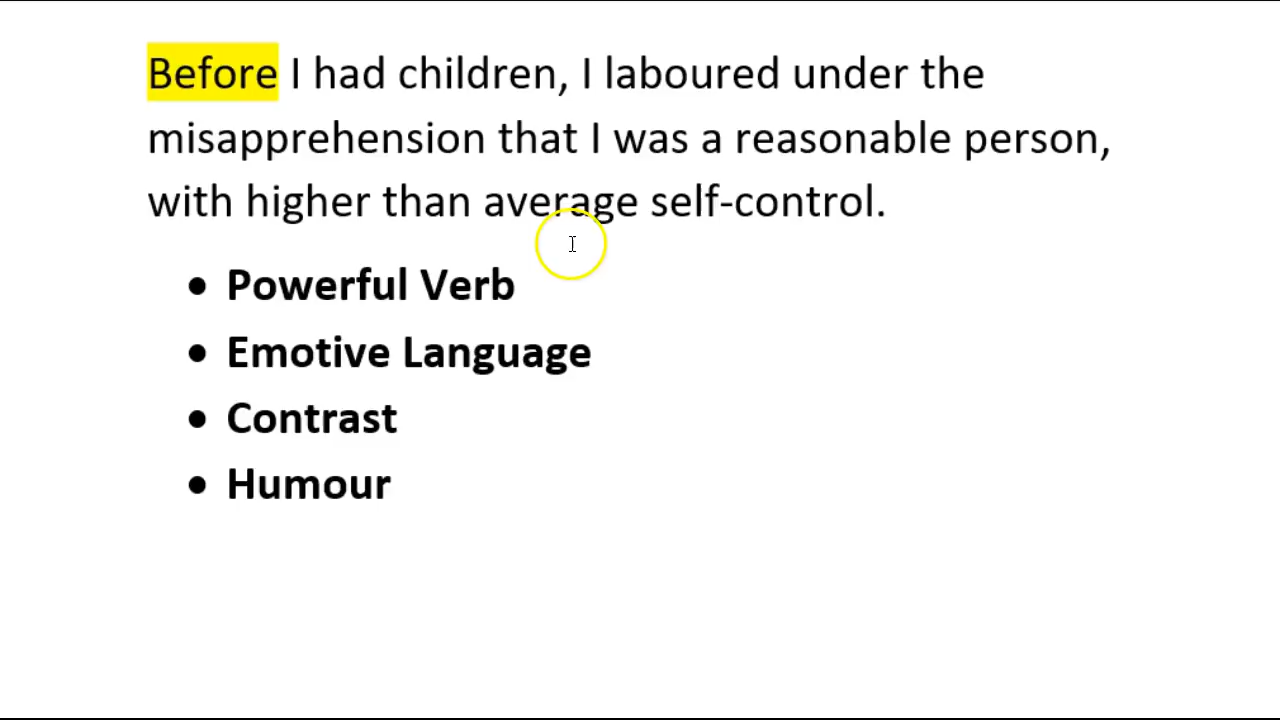 Before I had children, I laboured under the
misapprehension that I was a reasonable person,
with higher than average self-control.
• Powerful Verb
• Emotive Language
• Contrast
• Humour